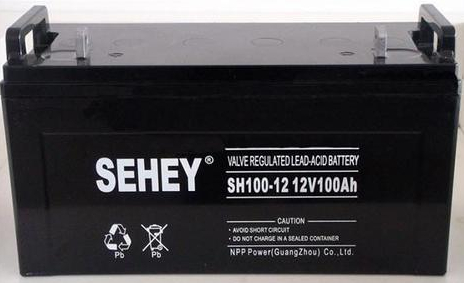 SEHEY®
VALVE REGULATED LEAD-ACID BATTERY
SH100-12 12V100Ah
CAUTION
• AVOID SHORT CIRCUIT
• DO NOT CHARGE IN A SEALED CONTAINER
NPP Power(GuangZhou) Co.,Ltd.
Pb Pb